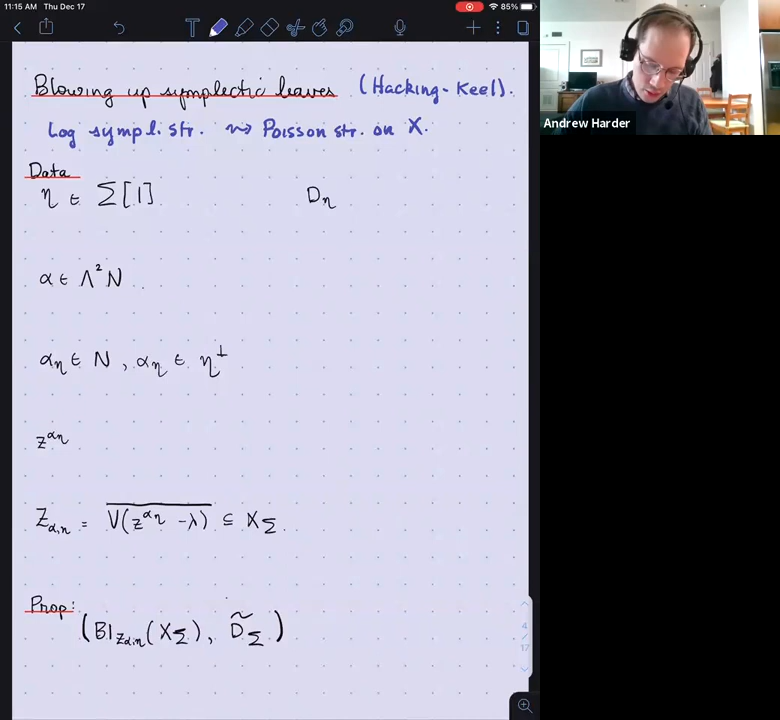 11:15 AM Thu Dec 17
85%
Blowing up symplectic leaves (Hacking-Keel).
Log sympl. str. ⇝ Poisson str. on X.
Data
η ∈ Σ[1] D_η
α ∈ Λ²N
α_η ∈ N, α_η ∈ η^⊥
z^{α_η}
Z_{α,η} = \overline{V(z^{α_η} - λ)} ⊆ X_Σ.
Prop:
(Bl_{Z_{α,η}}(X_Σ), \tilde{D}_Σ)
4
/
17
Andrew Harder